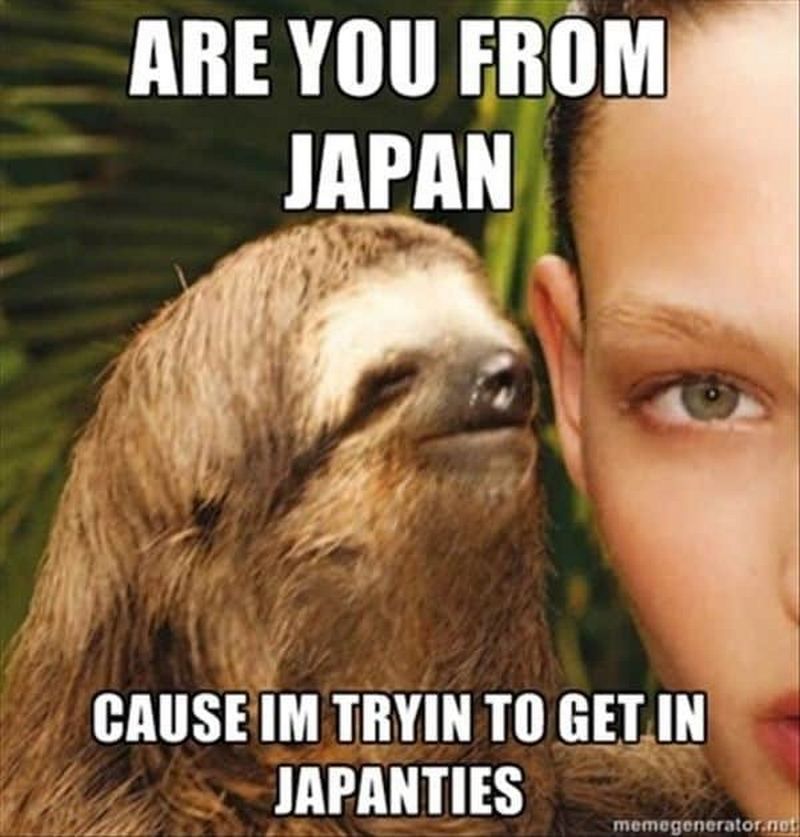 ARE YOU FROM
JAPAN
CAUSE IM TRYIN TO GET IN
JAPANTIES
memegenerator.net